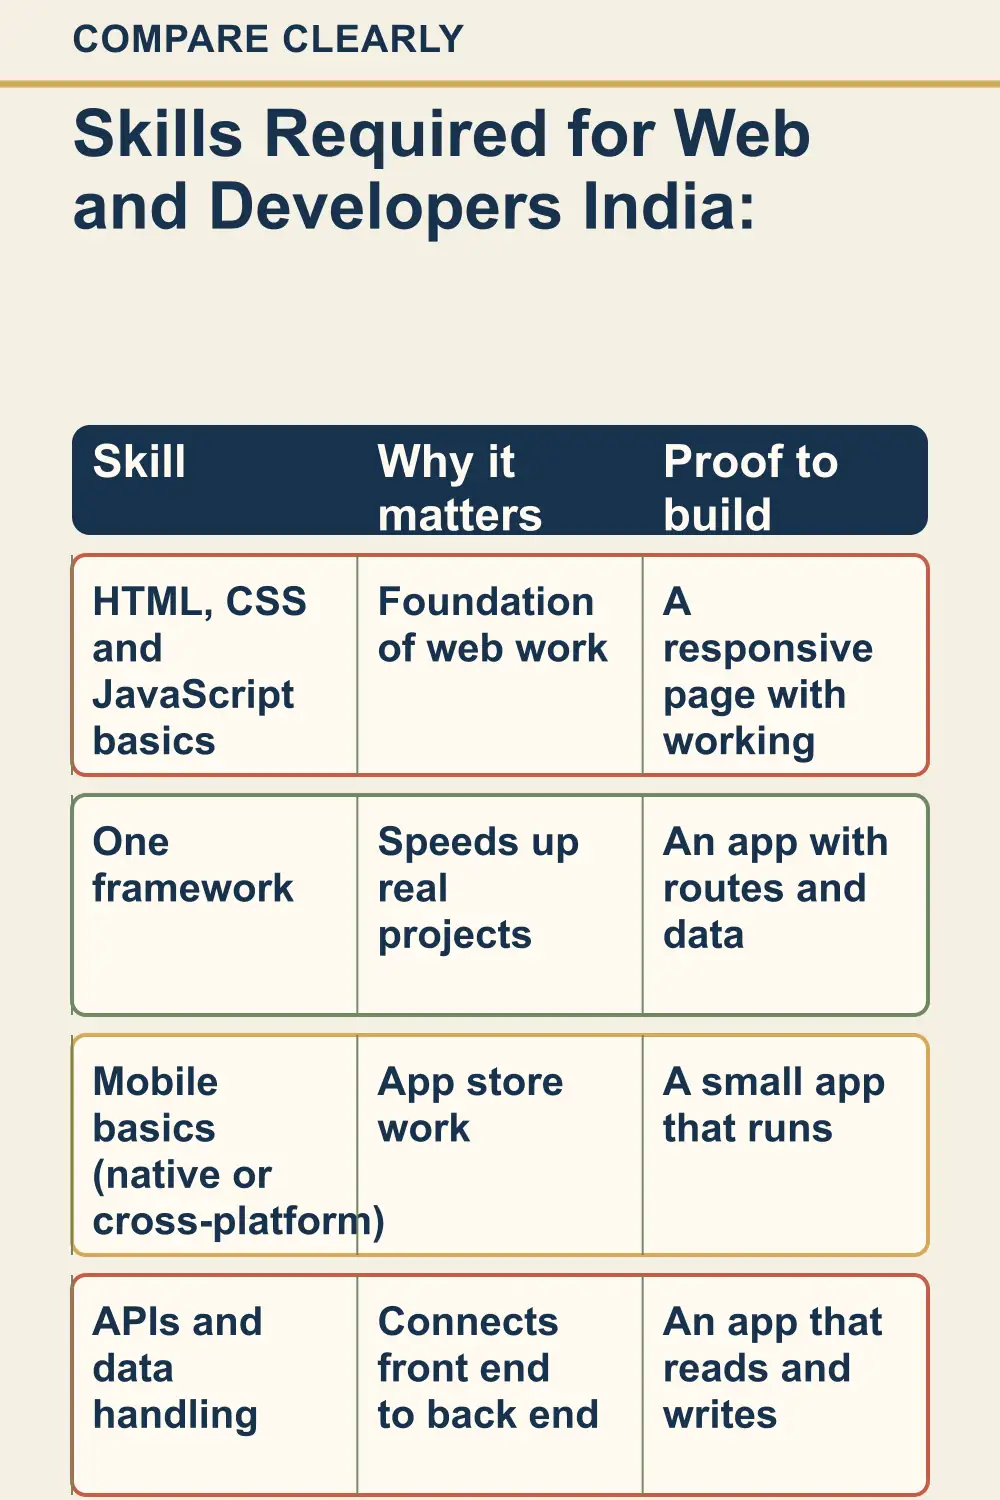 COMPARE CLEARLY
Skills Required for Web
and Developers India:
Skill
Why it
matters
Proof to
build
HTML, CSS
and
JavaScript
basics
Foundation
of web work
A
responsive
page with
working
One
framework
Speeds up
real
projects
An app with
routes and
data
Mobile
basics
(native or
cross-platform)
App store
work
A small app
that runs
APIs and
data
handling
Connects
front end
to back end
An app that
reads and
writes